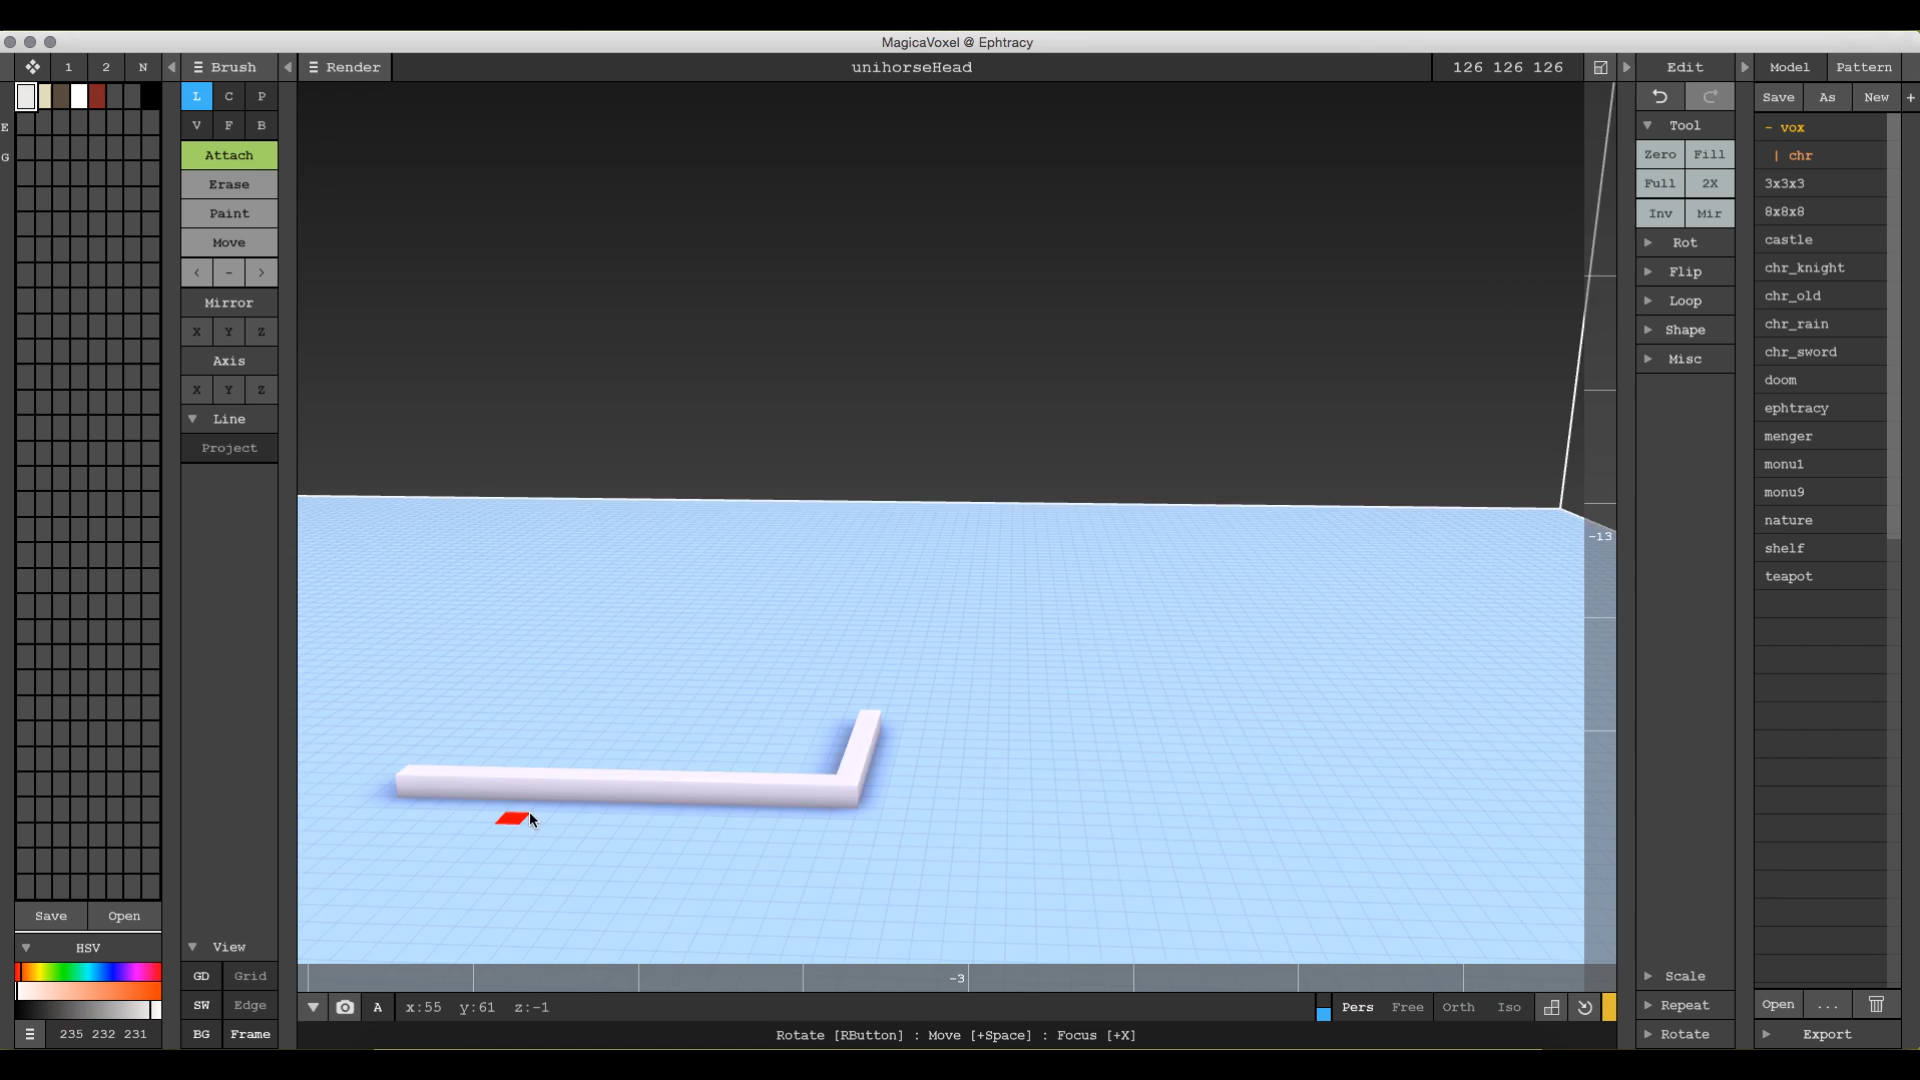 MagicaVoxel @ Ephtracy
1 2 N
Brush
Render
unihorseHead
126 126 126
Edit
Model Pattern
L C P
V F B
Save As New +
E
G
Attach
Erase
Paint
Move
< - >
Mirror
X Y Z
Axis
X Y Z
Line
Project
Tool
Zero Fill
Full 2X
Inv Mir
Rot
Flip
Loop
Shape
Misc
- vox
| chr
3x3x3
8x8x8
castle
chr_knight
chr_old
chr_rain
chr_sword
doom
ephtracy
menger
monu1
monu9
nature
shelf
teapot
-13
-3
Save Open
HSV
235 232 231
View
GD Grid
SW Edge
BG Frame
A x:55 y:61 z:-1
Pers Free Orth Iso
Rotate [RButton] : Move [+Space] : Focus [+X]
Scale
Repeat
Rotate
Open ...
Export